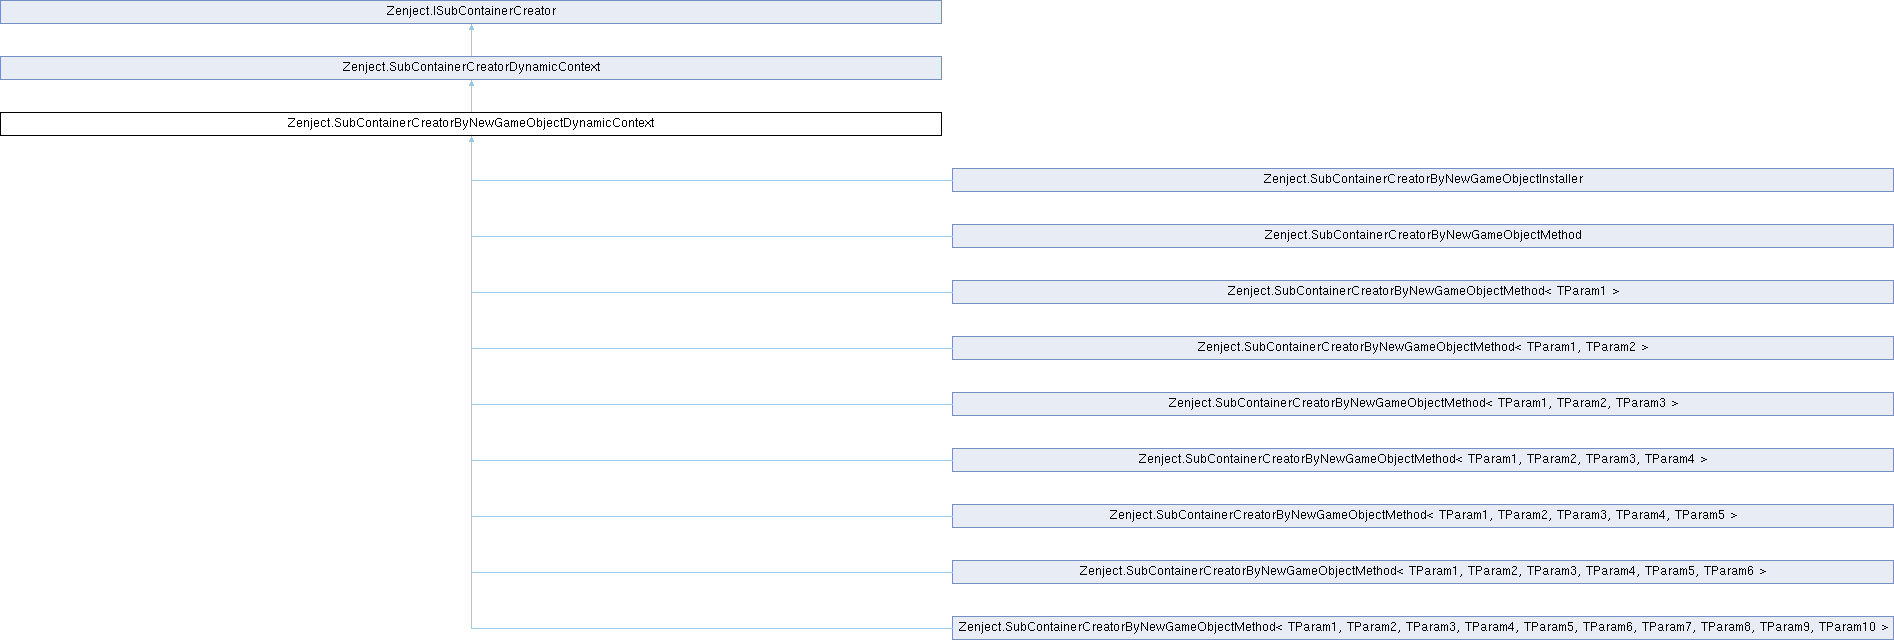 Zenject.ISubContainerCreator
Zenject.SubContainerCreatorDynamicContext
Zenject.SubContainerCreatorByNewGameObjectDynamicContext
Zenject.SubContainerCreatorByNewGameObjectInstaller
Zenject.SubContainerCreatorByNewGameObjectMethod
Zenject.SubContainerCreatorByNewGameObjectMethod< TParam1 >
Zenject.SubContainerCreatorByNewGameObjectMethod< TParam1, TParam2 >
Zenject.SubContainerCreatorByNewGameObjectMethod< TParam1, TParam2, TParam3 >
Zenject.SubContainerCreatorByNewGameObjectMethod< TParam1, TParam2, TParam3, TParam4 >
Zenject.SubContainerCreatorByNewGameObjectMethod< TParam1, TParam2, TParam3, TParam4, TParam5 >
Zenject.SubContainerCreatorByNewGameObjectMethod< TParam1, TParam2, TParam3, TParam4, TParam5, TParam6 >
Zenject.SubContainerCreatorByNewGameObjectMethod< TParam1, TParam2, TParam3, TParam4, TParam5, TParam6, TParam7, TParam8, TParam9, TParam10 >